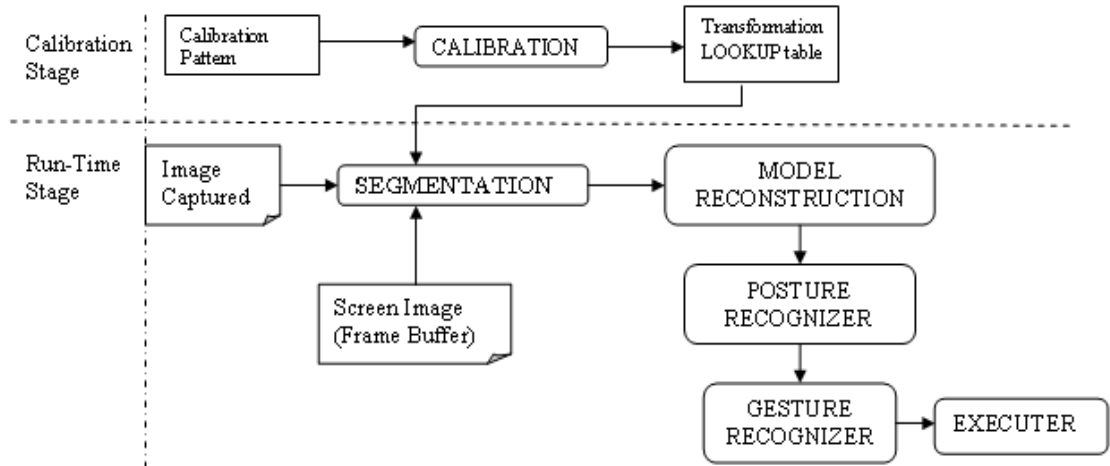 Calibration
Stage
Calibration
Pattern
CALIBRATION
Transformation
LOOKUP table
Run-Time
Stage
Image
Captured
SEGMENTATION
MODEL
RECONSTRUCTION
Screen Image
(Frame Buffer)
POSTURE
RECOGNIZER
GESTURE
RECOGNIZER
EXECUTER